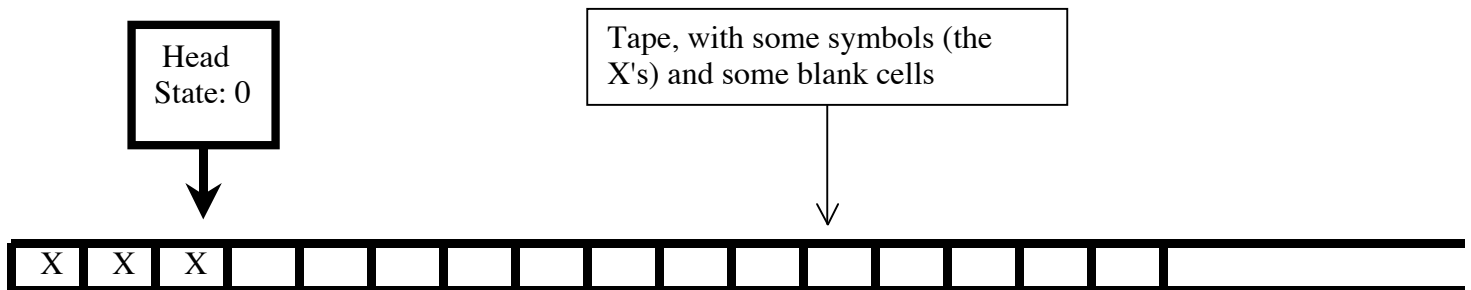 Head
State: 0
Tape, with some symbols (the
X's) and some blank cells
X X X